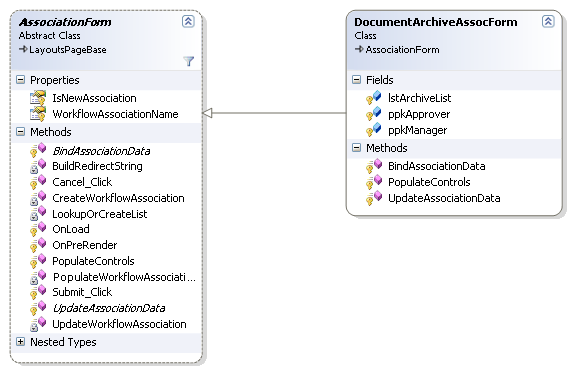 AssociationForm
Abstract Class
LayoutsPageBase
Properties
IsNewAssociation
WorkflowAssociationName
Methods
BindAssociationData
BuildRedirectString
Cancel_Click
CreateWorkflowAssociation
LookupOrCreateList
OnLoad
OnPreRender
PopulateControls
PopulateWorkflowAssociati...
Submit_Click
UpdateAssociationData
UpdateWorkflowAssociation
Nested Types
DocumentArchiveAssocForm
Class
AssociationForm
Fields
lstArchiveList
ppkApprover
ppkManager
Methods
BindAssociationData
PopulateControls
UpdateAssociationData